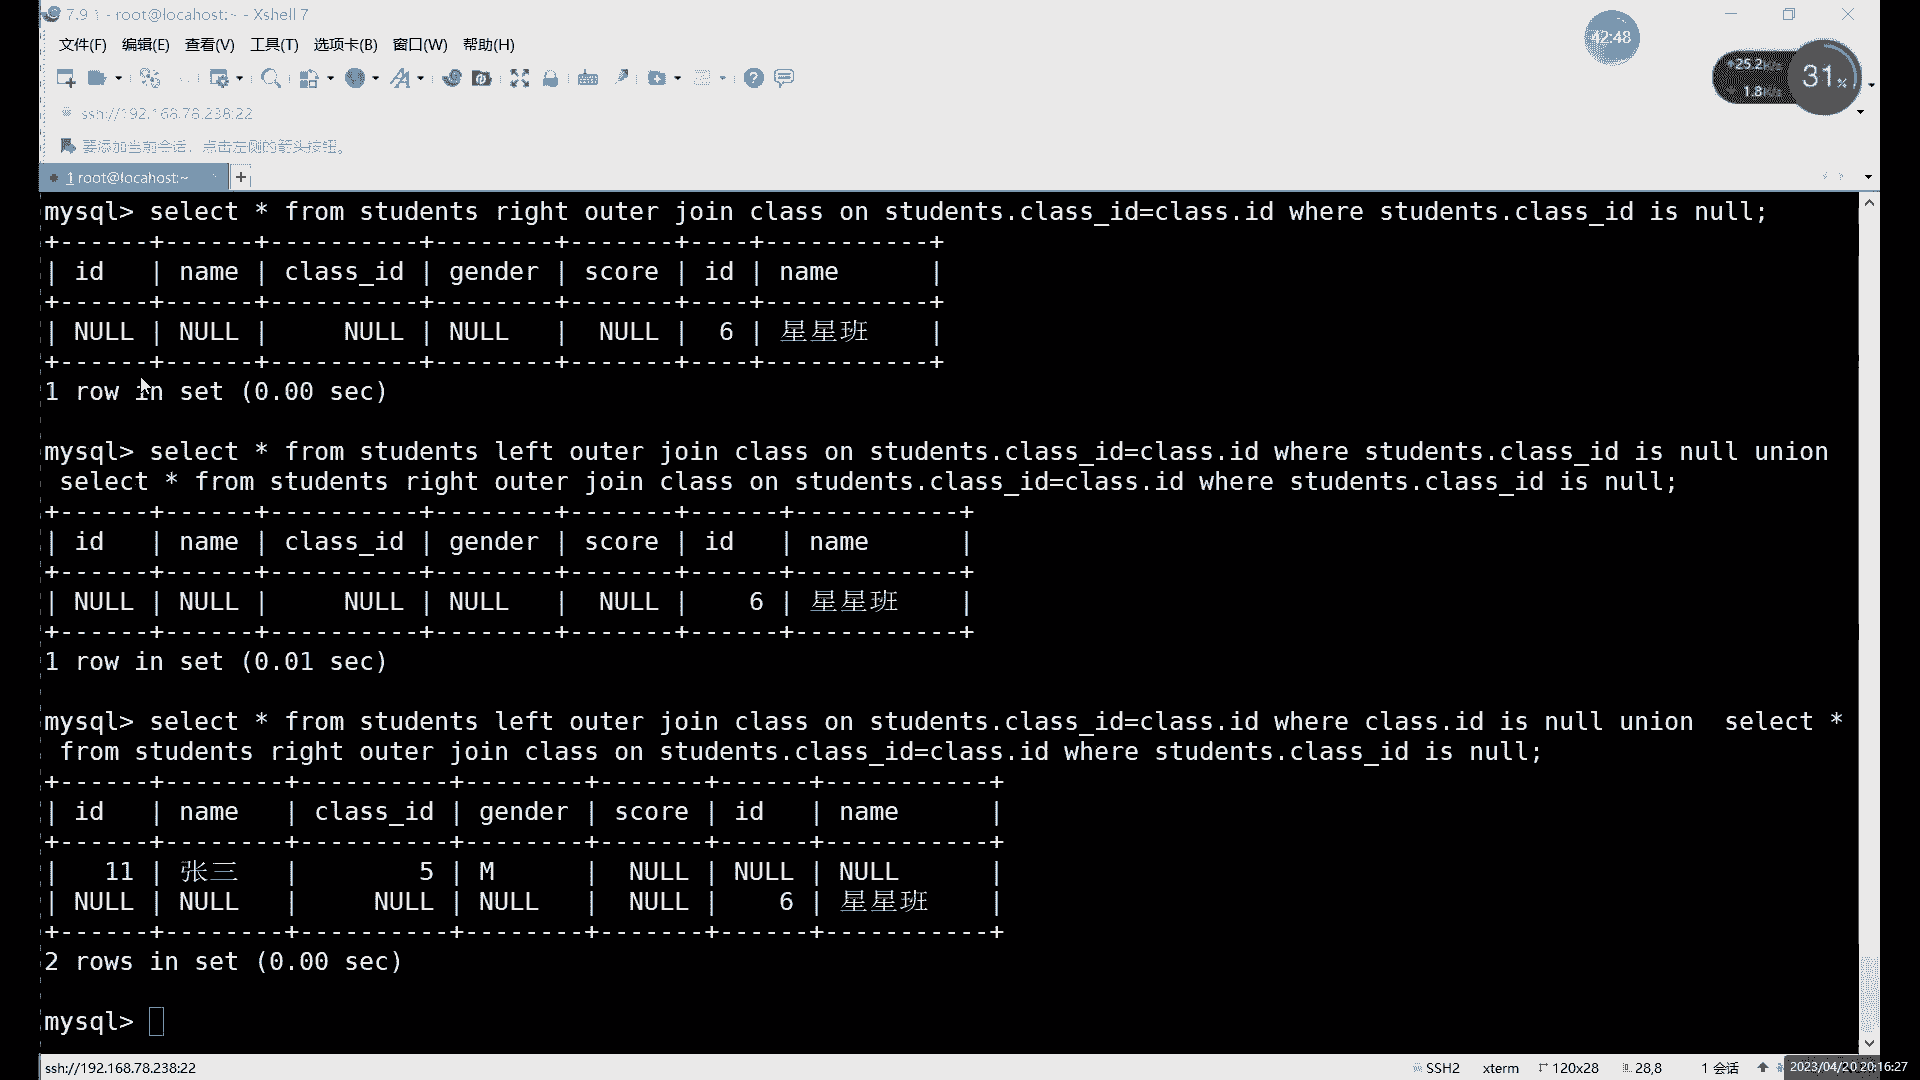 7.9 1 - root@locahost:~ - Xshell 7
42:48
文件(F) 编辑(E) 查看(V) 工具(T) 选项卡(B) 窗口(W) 帮助(H)
+25.2K/s
1.8K/s
31%
ssh://192.168.78.238:22
要添加当前会话，点击左侧的箭头按钮。
1 root@locahost:~ +
mysql> select * from students right outer join class on students.class_id=class.id where students.class_id is null;
+------+------+----------+--------+-------+----+-----------+
| id   | name | class_id | gender | score | id | name      |
+------+------+----------+--------+-------+----+-----------+
| NULL | NULL |     NULL | NULL   |  NULL |  6 | 星星班    |
+------+------+----------+--------+-------+----+-----------+
1 row in set (0.00 sec)
mysql> select * from students left outer join class on students.class_id=class.id where students.class_id is null union
 select * from students right outer join class on students.class_id=class.id where students.class_id is null;
+------+------+----------+--------+-------+------+-----------+
| id   | name | class_id | gender | score | id   | name      |
+------+------+----------+--------+-------+------+-----------+
| NULL | NULL |     NULL | NULL   |  NULL |    6 | 星星班    |
+------+------+----------+--------+-------+------+-----------+
1 row in set (0.01 sec)
mysql> select * from students left outer join class on students.class_id=class.id where class.id is null union  select *
 from students right outer join class on students.class_id=class.id where students.class_id is null;
+------+--------+----------+--------+-------+------+-----------+
| id   | name   | class_id | gender | score | id   | name      |
+------+--------+----------+--------+-------+------+-----------+
|   11 | 张三   |        5 | M      |  NULL | NULL | NULL      |
| NULL | NULL   |     NULL | NULL   |  NULL |    6 | 星星班    |
+------+--------+----------+--------+-------+------+-----------+
2 rows in set (0.00 sec)
mysql>
ssh://192.168.78.238:22 SSH2 xterm 120x28 28,8 1 会话 2023/04/20 20:16:27